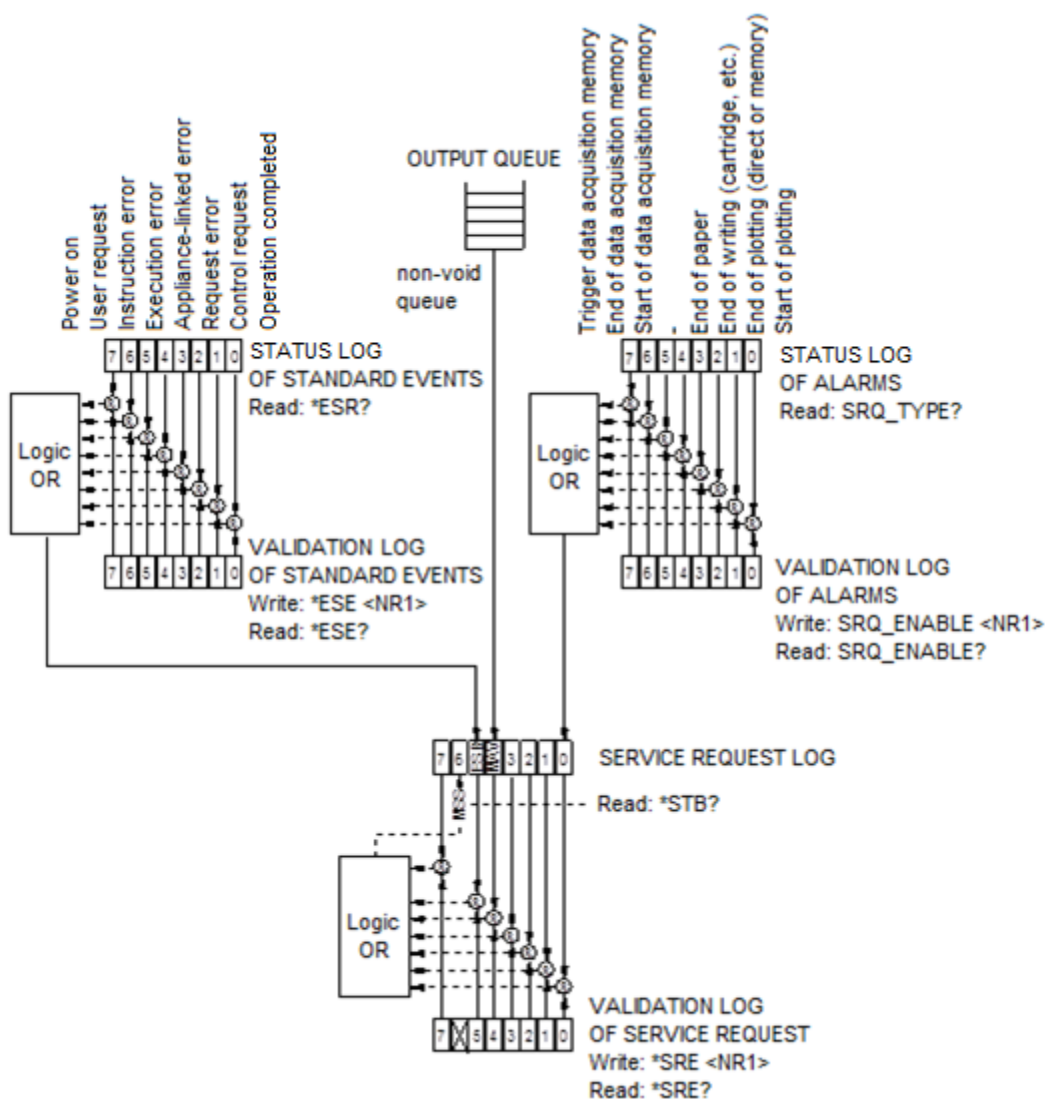 OUTPUT QUEUE
non-void
queue
Power on
User request
Instruction error
Execution error
Appliance-linked error
Request error
Control request
Operation completed
7 6 5 4 3 2 1 0
STATUS LOG
OF STANDARD EVENTS
Read: *ESR?
Logic
OR
& & & & & & & &
7 6 5 4 3 2 1 0
VALIDATION LOG
OF STANDARD EVENTS
Write: *ESE <NR1>
Read: *ESE?
Trigger data acquisition memory
End of data acquisition memory
Start of data acquisition memory
-
End of paper
End of writing (cartridge, etc.)
End of plotting (direct or memory)
Start of plotting
7 6 5 4 3 2 1 0
STATUS LOG
OF ALARMS
Read: SRQ_TYPE?
Logic
OR
& & & & & & & &
7 6 5 4 3 2 1 0
VALIDATION LOG
OF ALARMS
Write: SRQ_ENABLE <NR1>
Read: SRQ_ENABLE?
7 6 ESB MAV 3 2 1 0
SERVICE REQUEST LOG
MSS
Read: *STB?
Logic
OR
& & & & & & &
7 X 5 4 3 2 1 0
VALIDATION LOG
OF SERVICE REQUEST
Write: *SRE <NR1>
Read: *SRE?